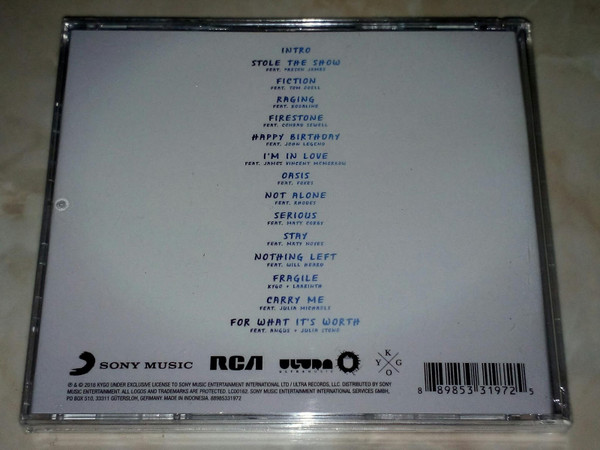 INTRO
STOLE THE SHOW
FEAT. PARSON JAMES
FICTION
FEAT. TOM ODELL
RAGING
FEAT. KODALINE
FIRESTONE
FEAT. CONRAD SEWELL
HAPPY BIRTHDAY
FEAT. JOHN LEGEND
I'M IN LOVE
FEAT. JAMES VINCENT MCMORROW
OASIS
FEAT. FOXES
NOT ALONE
FEAT. RHODES
SERIOUS
FEAT. MATT CORBY
STAY
FEAT. MATY NOYES
NOTHING LEFT
FEAT. WILL HEARD
FRAGILE
KYGO + LABRINTH
CARRY ME
FEAT. JULIA MICHAELS
FOR WHAT IT'S WORTH
FEAT. ANGUS + JULIA STONE
SONY MUSIC
RCA
ULTRA
K Y G O
℗ & © 2016 KYGO UNDER EXCLUSIVE LICENSE TO SONY MUSIC ENTERTAINMENT INTERNATIONAL LTD / ULTRA RECORDS, LLC. DISTRIBUTED BY SONY
MUSIC ENTERTAINMENT. ALL LOGOS AND TRADEMARKS ARE PROTECTED. LC00162. SONY MUSIC ENTERTAINMENT INTERNATIONAL SERVICES GMBH,
PO BOX 510, 33311 GÜTERSLOH, GERMANY. MADE IN INDONESIA. 88985331972
8 89853 31972 5